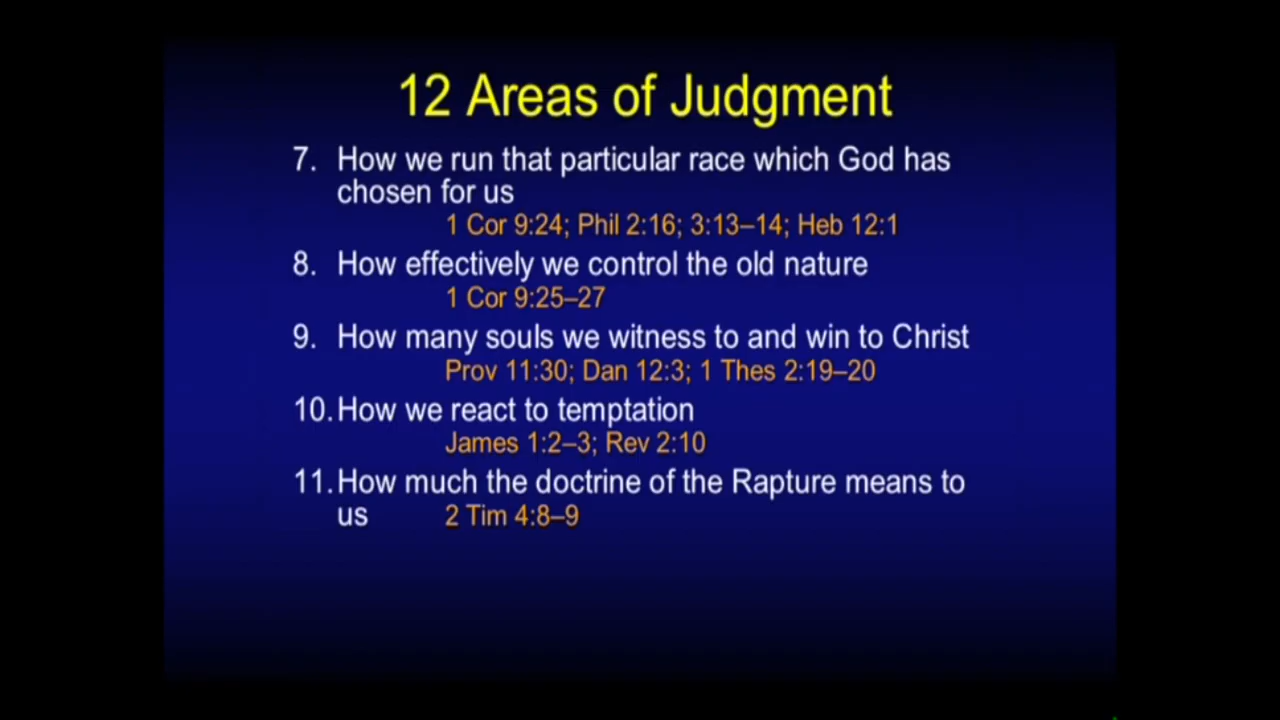 12 Areas of Judgment
7. How we run that particular race which God has
chosen for us
1 Cor 9:24; Phil 2:16; 3:13–14; Heb 12:1
8. How effectively we control the old nature
1 Cor 9:25–27
9. How many souls we witness to and win to Christ
Prov 11:30; Dan 12:3; 1 Thes 2:19–20
10. How we react to temptation
James 1:2–3; Rev 2:10
11. How much the doctrine of the Rapture means to
us 2 Tim 4:8–9